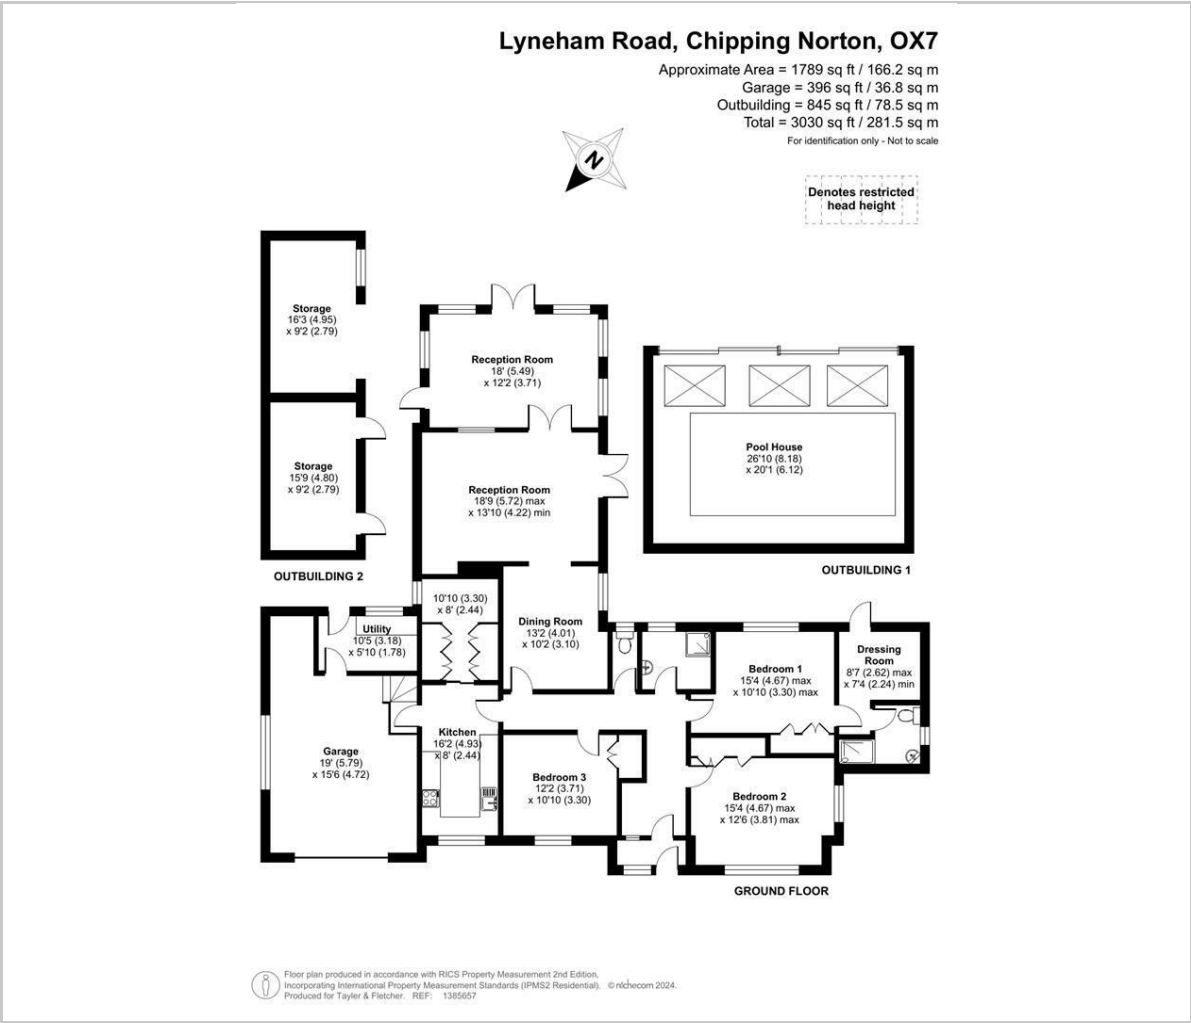 Lyneham Road, Chipping Norton, OX7
Approximate Area = 1789 sq ft / 166.2 sq m
Garage = 396 sq ft / 36.8 sq m
Outbuilding = 845 sq ft / 78.5 sq m
Total = 3030 sq ft / 281.5 sq m
For identification only - Not to scale
N
Denotes restricted
head height
Storage
16'3 (4.95)
x 9'2 (2.79)
Reception Room
18' (5.49)
x 12'2 (3.71)
Pool House
26'10 (8.18)
x 20'1 (6.12)
Storage
15'9 (4.80)
x 9'2 (2.79)
Reception Room
18'9 (5.72) max
x 13'10 (4.22) min
OUTBUILDING 2
OUTBUILDING 1
10'10 (3.30)
x 8' (2.44)
Utility
10'5 (3.18)
x 5'10 (1.78)
Dining Room
13'2 (4.01)
x 10'2 (3.10)
Bedroom 1
15'4 (4.67) max
x 10'10 (3.30) max
Dressing
Room
8'7 (2.62) max
x 7'4 (2.24) min
Garage
19' (5.79)
x 15'6 (4.72)
Kitchen
16'2 (4.93)
x 8' (2.44)
Bedroom 3
12'2 (3.71)
x 10'10 (3.30)
Bedroom 2
15'4 (4.67) max
x 12'6 (3.81) max
GROUND FLOOR
Floor plan produced in accordance with RICS Property Measurement 2nd Edition,
Incorporating International Property Measurement Standards (IPMS2 Residential). © nichecom 2024.
Produced for Tayler & Fletcher. REF: 1385657